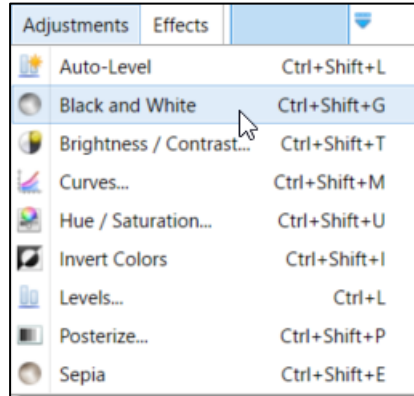 Adjustments Effects
Auto-Level Ctrl+Shift+L
Black and White Ctrl+Shift+G
Brightness / Contrast... Ctrl+Shift+T
Curves... Ctrl+Shift+M
Hue / Saturation... Ctrl+Shift+U
Invert Colors Ctrl+Shift+I
Levels... Ctrl+L
Posterize... Ctrl+Shift+P
Sepia Ctrl+Shift+E